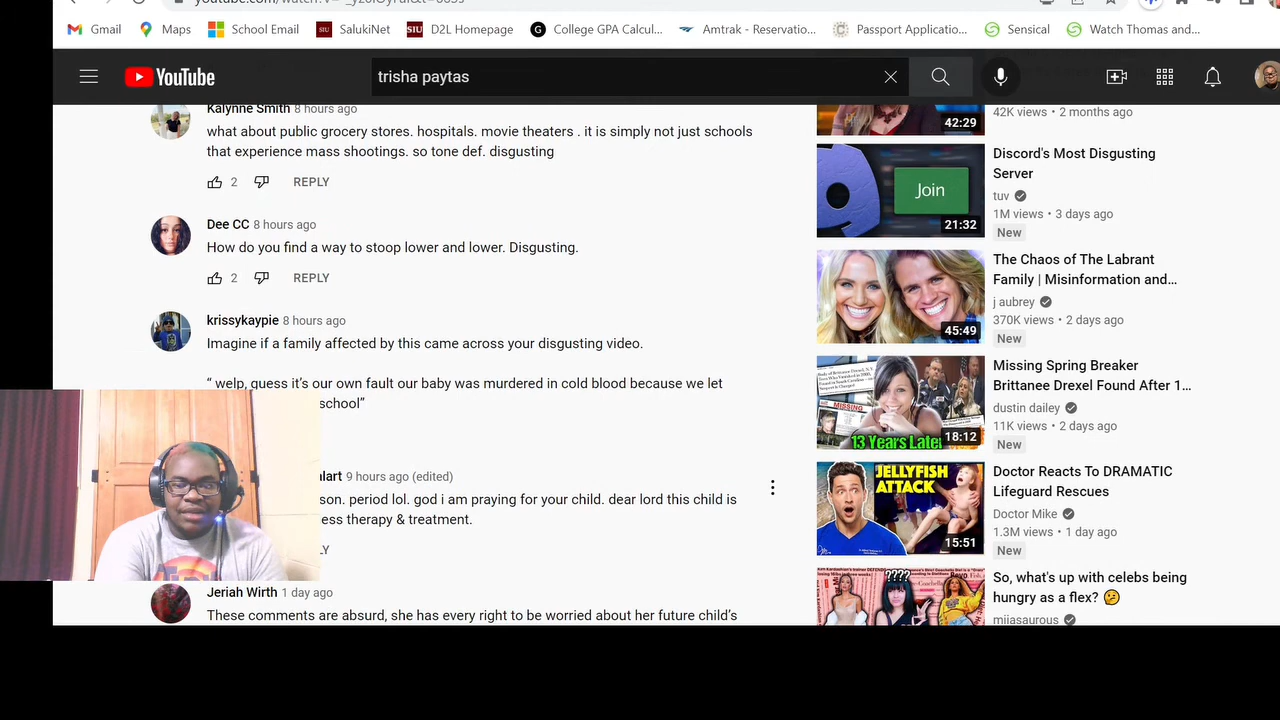 Gmail
Maps
School Email
SIU SalukiNet
SIU D2L Homepage
G College GPA Calcul...
Amtrak - Reservatio...
Passport Applicatio...
Sensical
Watch Thomas and...
YouTube
trisha paytas
Kalynne Smith 8 hours ago
what about public grocery stores. hospitals. movie theaters . it is simply not just schools
that experience mass shootings. so tone def. disgusting
2 REPLY
Dee CC 8 hours ago
How do you find a way to stoop lower and lower. Disgusting.
2 REPLY
krissykaypie 8 hours ago
Imagine if a family affected by this came across your disgusting video.
“ welp, guess it’s our own fault our baby was murdered in cold blood because we let
school”
lart 9 hours ago (edited)
son. period lol. god i am praying for your child. dear lord this child is
ess therapy & treatment.
LY
Jeriah Wirth 1 day ago
These comments are absurd, she has every right to be worried about her future child’s
42:29
42K views • 2 months ago
Join
21:32
Discord's Most Disgusting
Server
tuv
1M views • 3 days ago
New
45:49
The Chaos of The Labrant
Family | Misinformation and...
j aubrey
370K views • 2 days ago
New
MISSING
13 Years Later
18:12
Missing Spring Breaker
Brittanee Drexel Found After 1...
dustin dailey
11K views • 2 days ago
New
JELLYFISH
ATTACK
15:51
Doctor Reacts To DRAMATIC
Lifeguard Rescues
Doctor Mike
1.3M views • 1 day ago
New
????
So, what's up with celebs being
hungry as a flex? 🤔
miiasaurous